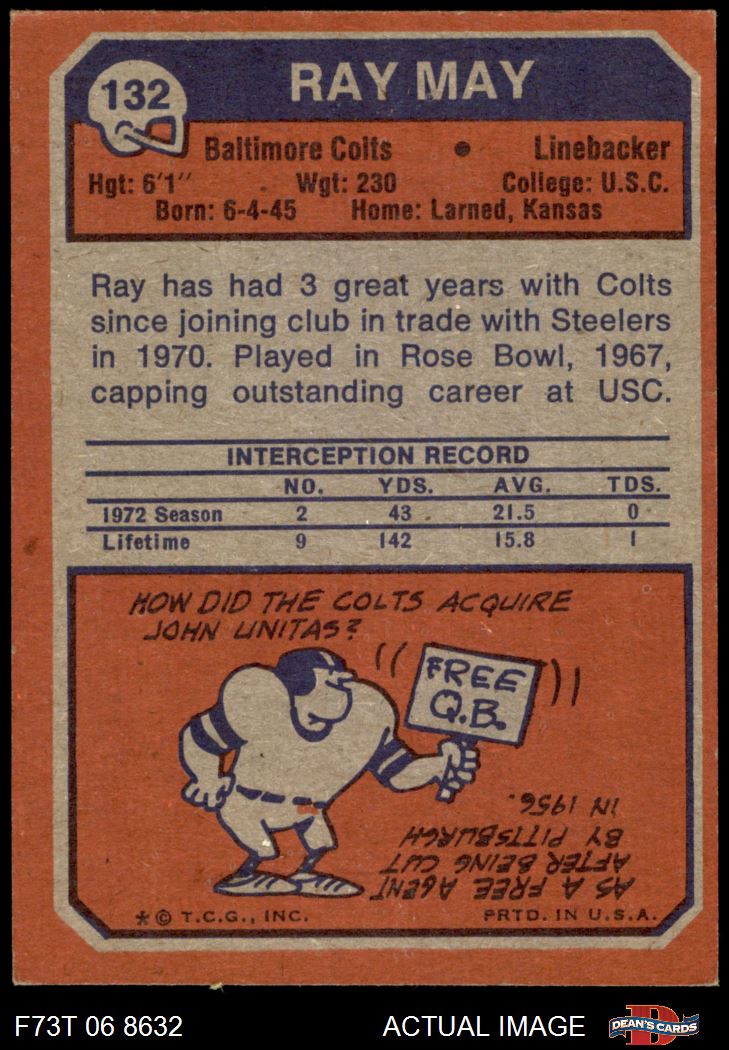 132
RAY MAY
Baltimore Colts • Linebacker
Hgt: 6'1'' Wgt: 230 College: U.S.C.
Born: 6-4-45 Home: Larned, Kansas
Ray has had 3 great years with Colts
since joining club in trade with Steelers
in 1970. Played in Rose Bowl, 1967,
capping outstanding career at USC.
INTERCEPTION RECORD
NO. YDS. AVG. TDS.
1972 Season 2 43 21.5 0
Lifetime 9 142 15.8 1
HOW DID THE COLTS ACQUIRE
JOHN UNITAS?
FREE
Q.B.
AS A FREE AGENT
AFTER BEING CUT
BY PITTSBURGH
IN 1956.
* © T.C.G., INC. PRTD. IN U.S.A.
F73T 06 8632 ACTUAL IMAGE D DEAN'S CARDS